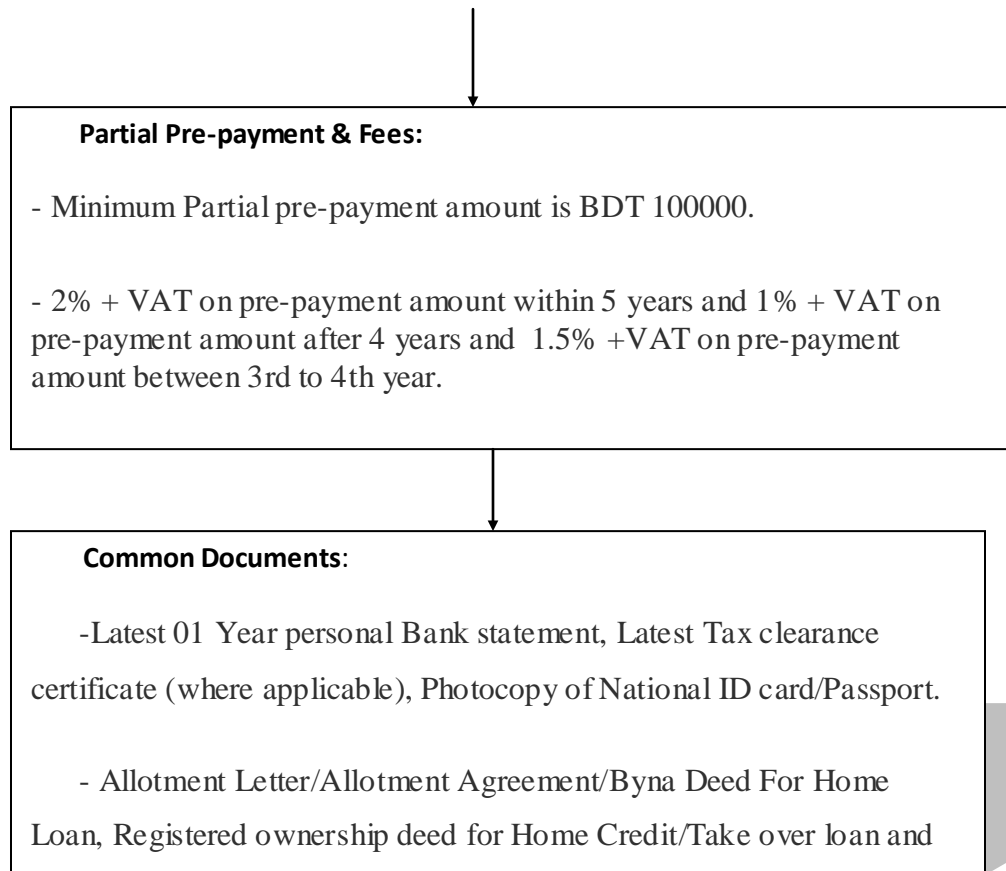 Partial Pre-payment & Fees:
- Minimum Partial pre-payment amount is BDT 100000.
- 2% + VAT on pre-payment amount within 5 years and 1% + VAT on
pre-payment amount after 4 years and 1.5% +VAT on pre-payment
amount between 3rd to 4th year.
Common Documents:
-Latest 01 Year personal Bank statement, Latest Tax clearance
certificate (where applicable), Photocopy of National ID card/Passport.
- Allotment Letter/Allotment Agreement/Byna Deed For Home
Loan, Registered ownership deed for Home Credit/Take over loan and